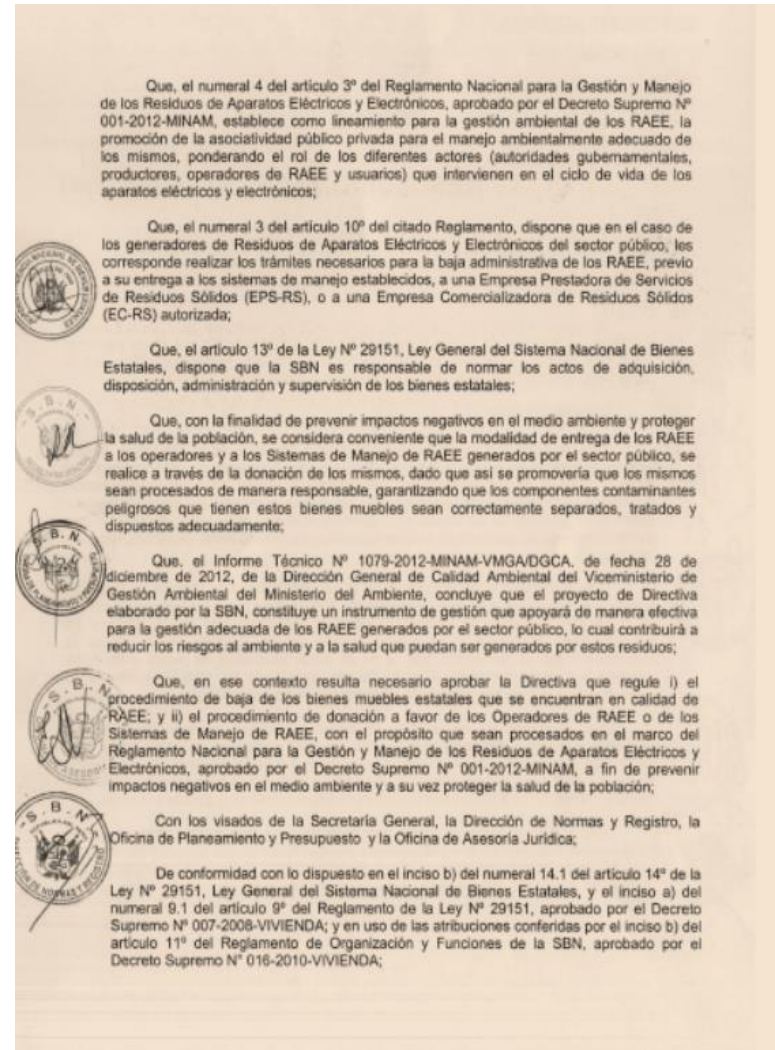 Que, el numeral 4 del artículo 3º del Reglamento Nacional para la Gestión y Manejo
de los Residuos de Aparatos Eléctricos y Electrónicos, aprobado por el Decreto Supremo Nº
001-2012-MINAM, establece como lineamiento para la gestión ambiental de los RAEE, la
promoción de la asociatividad público privada para el manejo ambientalmente adecuado de
los mismos, ponderando el rol de los diferentes actores (autoridades gubernamentales,
productores, operadores de RAEE y usuarios) que intervienen en el ciclo de vida de los
aparatos eléctricos y electrónicos;
Que, el numeral 3 del artículo 10º del citado Reglamento, dispone que en el caso de
los generadores de Residuos de Aparatos Eléctricos y Electrónicos del sector público, les
corresponde realizar los trámites necesarios para la baja administrativa de los RAEE, previo
a su entrega a los sistemas de manejo establecidos, a una Empresa Prestadora de Servicios
de Residuos Sólidos (EPS-RS), o a una Empresa Comercializadora de Residuos Sólidos
(EC-RS) autorizada;
Que, el artículo 13º de la Ley Nº 29151, Ley General del Sistema Nacional de Bienes
Estatales, dispone que la SBN es responsable de normar los actos de adquisición,
disposición, administración y supervisión de los bienes estatales;
S.B.N.
Que, con la finalidad de prevenir impactos negativos en el medio ambiente y proteger
la salud de la población, se considera conveniente que la modalidad de entrega de los RAEE
a los operadores y a los Sistemas de Manejo de RAEE generados por el sector público, se
realice a través de la donación de los mismos, dado que así se promovería que los mismos
sean procesados de manera responsable, garantizando que los componentes contaminantes
peligrosos que tienen estos bienes muebles sean correctamente separados, tratados y
dispuestos adecuadamente;
S.B.N.
Que. el Informe Técnico Nº 1079-2012-MINAM-VMGA/DGCA. de fecha 28 de
diciembre de 2012, de la Dirección General de Calidad Ambiental del Viceministerio de
Gestión Ambiental del Ministerio del Ambiente, concluye que el proyecto de Directiva
elaborado por la SBN, constituye un instrumento de gestión que apoyará de manera efectiva
para la gestión adecuada de los RAEE generados por el sector público, lo cual contribuirá a
reducir los riesgos al ambiente y a la salud que puedan ser generados por estos residuos;
S.B.N.
Que, en ese contexto resulta necesario aprobar la Directiva que regule i) el
procedimiento de baja de los bienes muebles estatales que se encuentran en calidad de
RAEE; y ii) el procedimiento de donación a favor de los Operadores de RAEE o de los
Sistemas de Manejo de RAEE, con el propósito que sean procesados en el marco del
Reglamento Nacional para la Gestión y Manejo de los Residuos de Aparatos Eléctricos y
Electrónicos, aprobado por el Decreto Supremo Nº 001-2012-MINAM, a fin de prevenir
impactos negativos en el medio ambiente y a su vez proteger la salud de la población;
S.B.N.
Con los visados de la Secretaría General, la Dirección de Normas y Registro, la
Oficina de Planeamiento y Presupuesto y la Oficina de Asesoría Jurídica;
De conformidad con lo dispuesto en el inciso b) del numeral 14.1 del artículo 14º de la
Ley Nº 29151, Ley General del Sistema Nacional de Bienes Estatales, y el inciso a) del
numeral 9.1 del artículo 9º del Reglamento de la Ley Nº 29151, aprobado por el Decreto
Supremo Nº 007-2008-VIVIENDA; y en uso de las atribuciones conferidas por el inciso b) del
artículo 11º del Reglamento de Organización y Funciones de la SBN, aprobado por el
Decreto Supremo N° 016-2010-VIVIENDA;